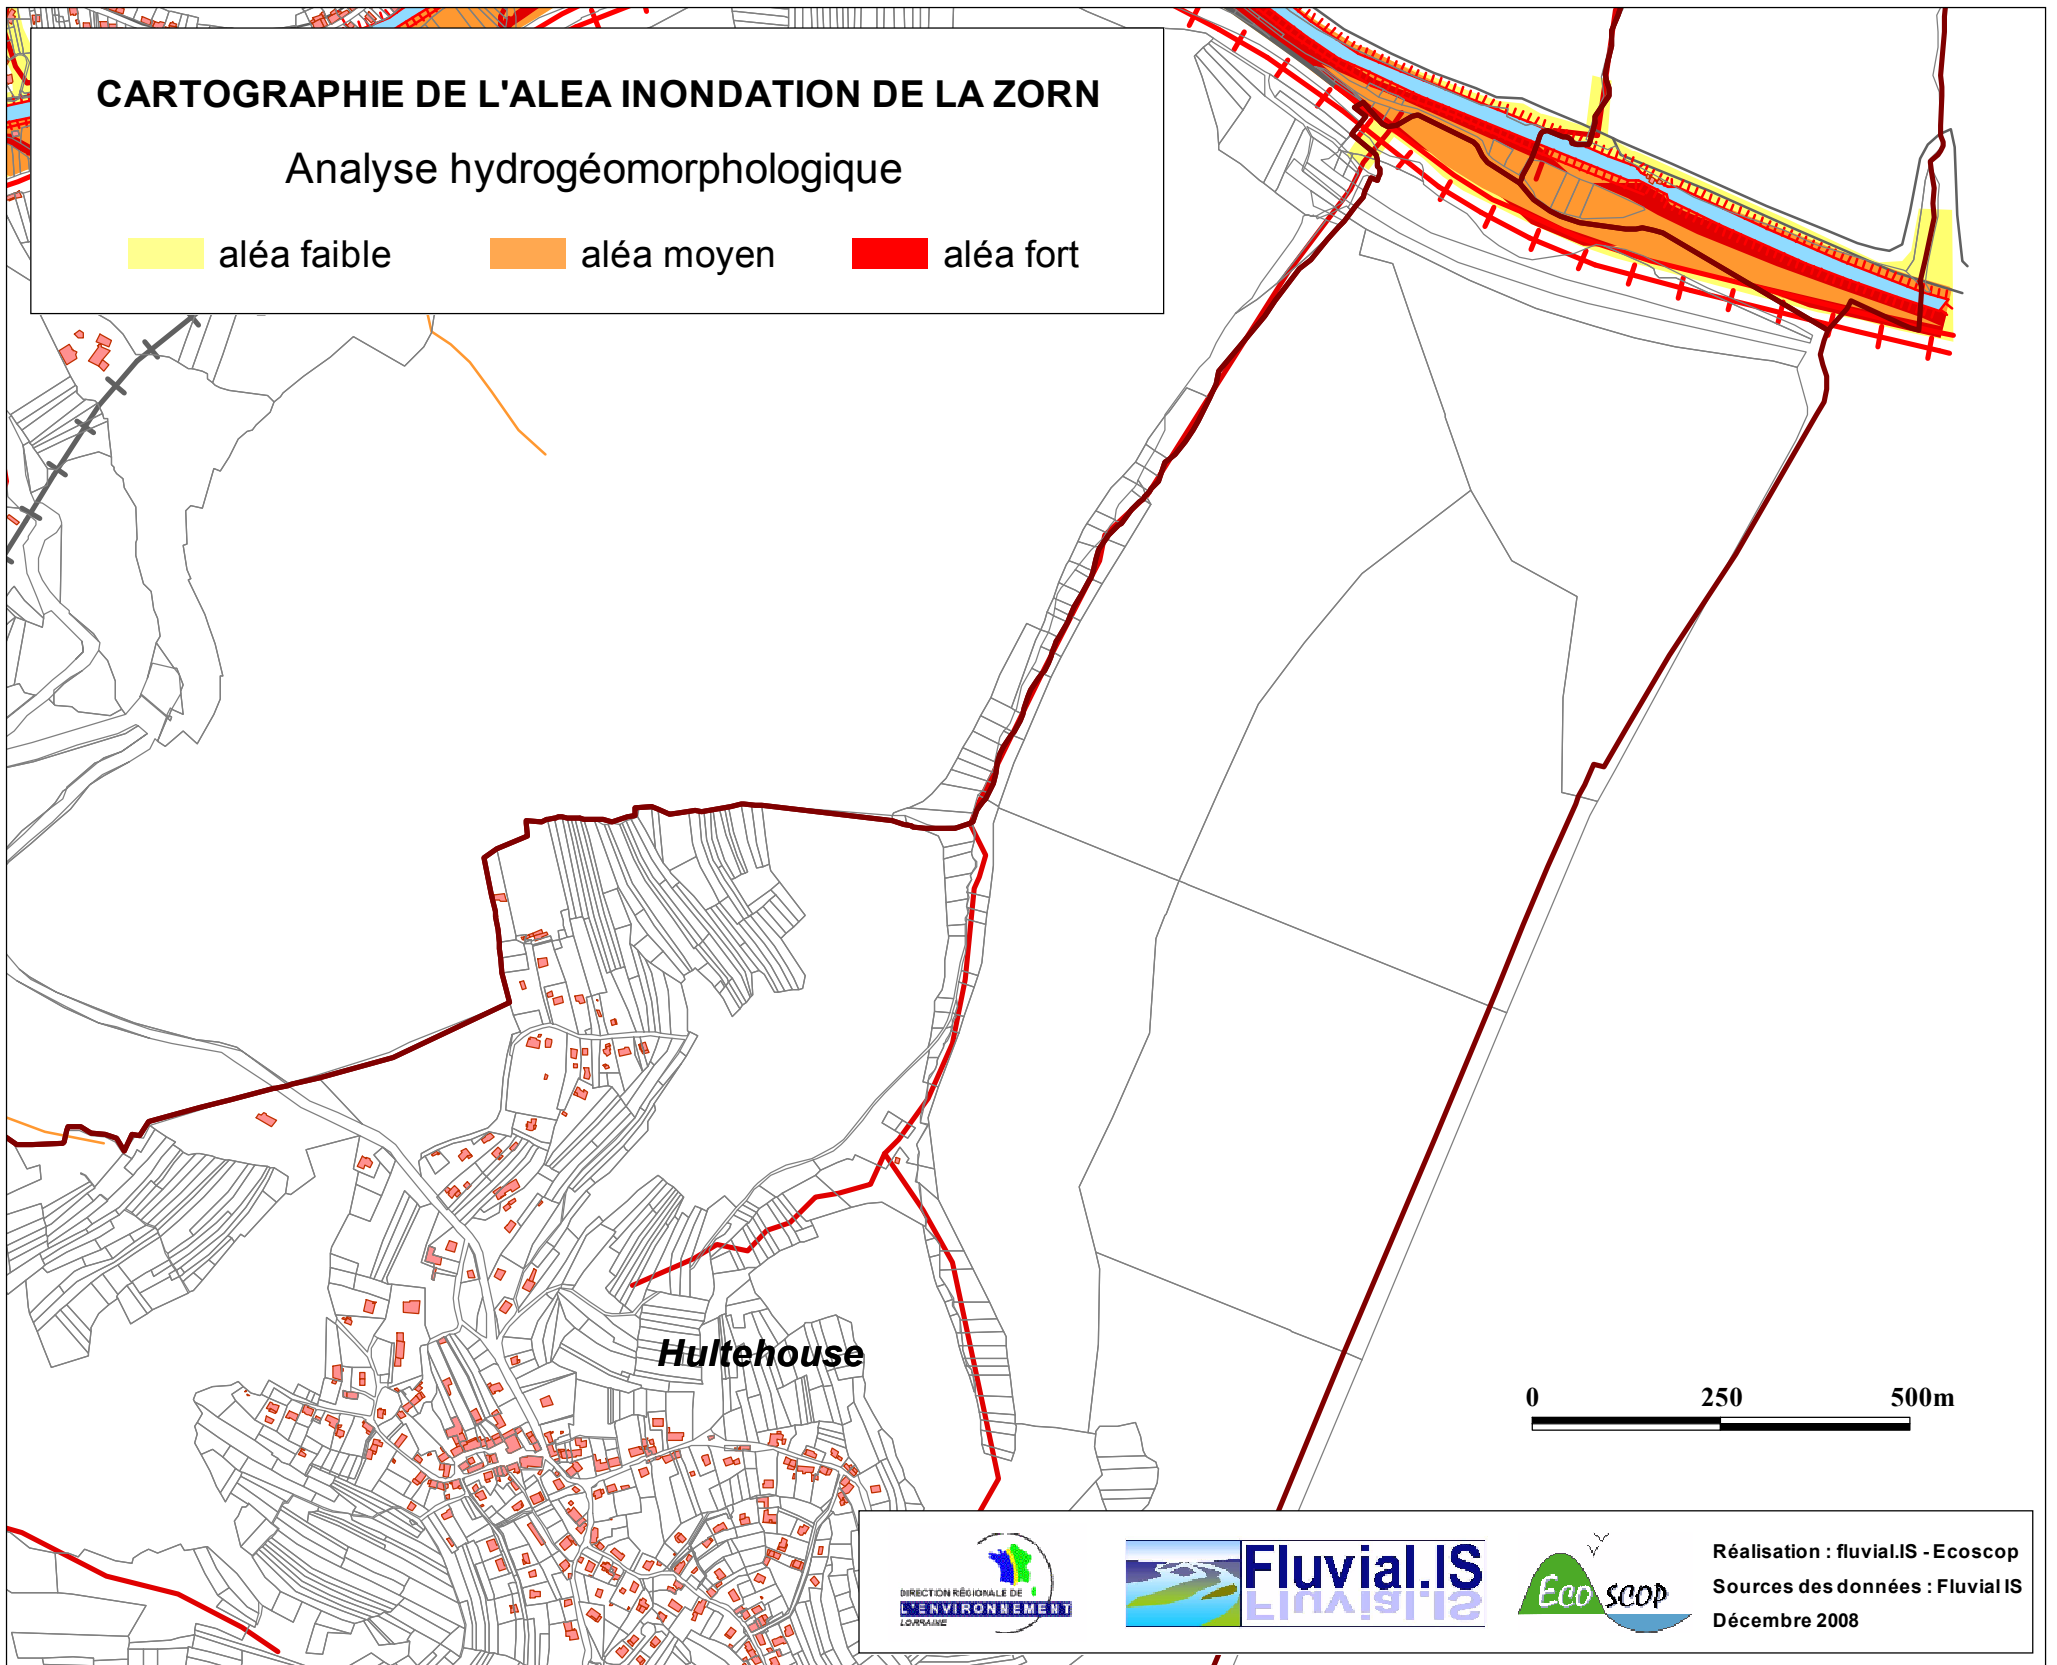 CARTOGRAPHIE DE L'ALEA INONDATION DE LA ZORN
Analyse hydrogéomorphologique
aléa faible
aléa moyen
aléa fort
Hultehouse
0 250 500m
DIRECTION RÉGIONALE DE
L'ENVIRONNEMENT
LORRAINE
Fluvial.IS
Eco SCOP
Réalisation : fluvial.IS - Ecoscop
Sources des données : Fluvial IS
Décembre 2008